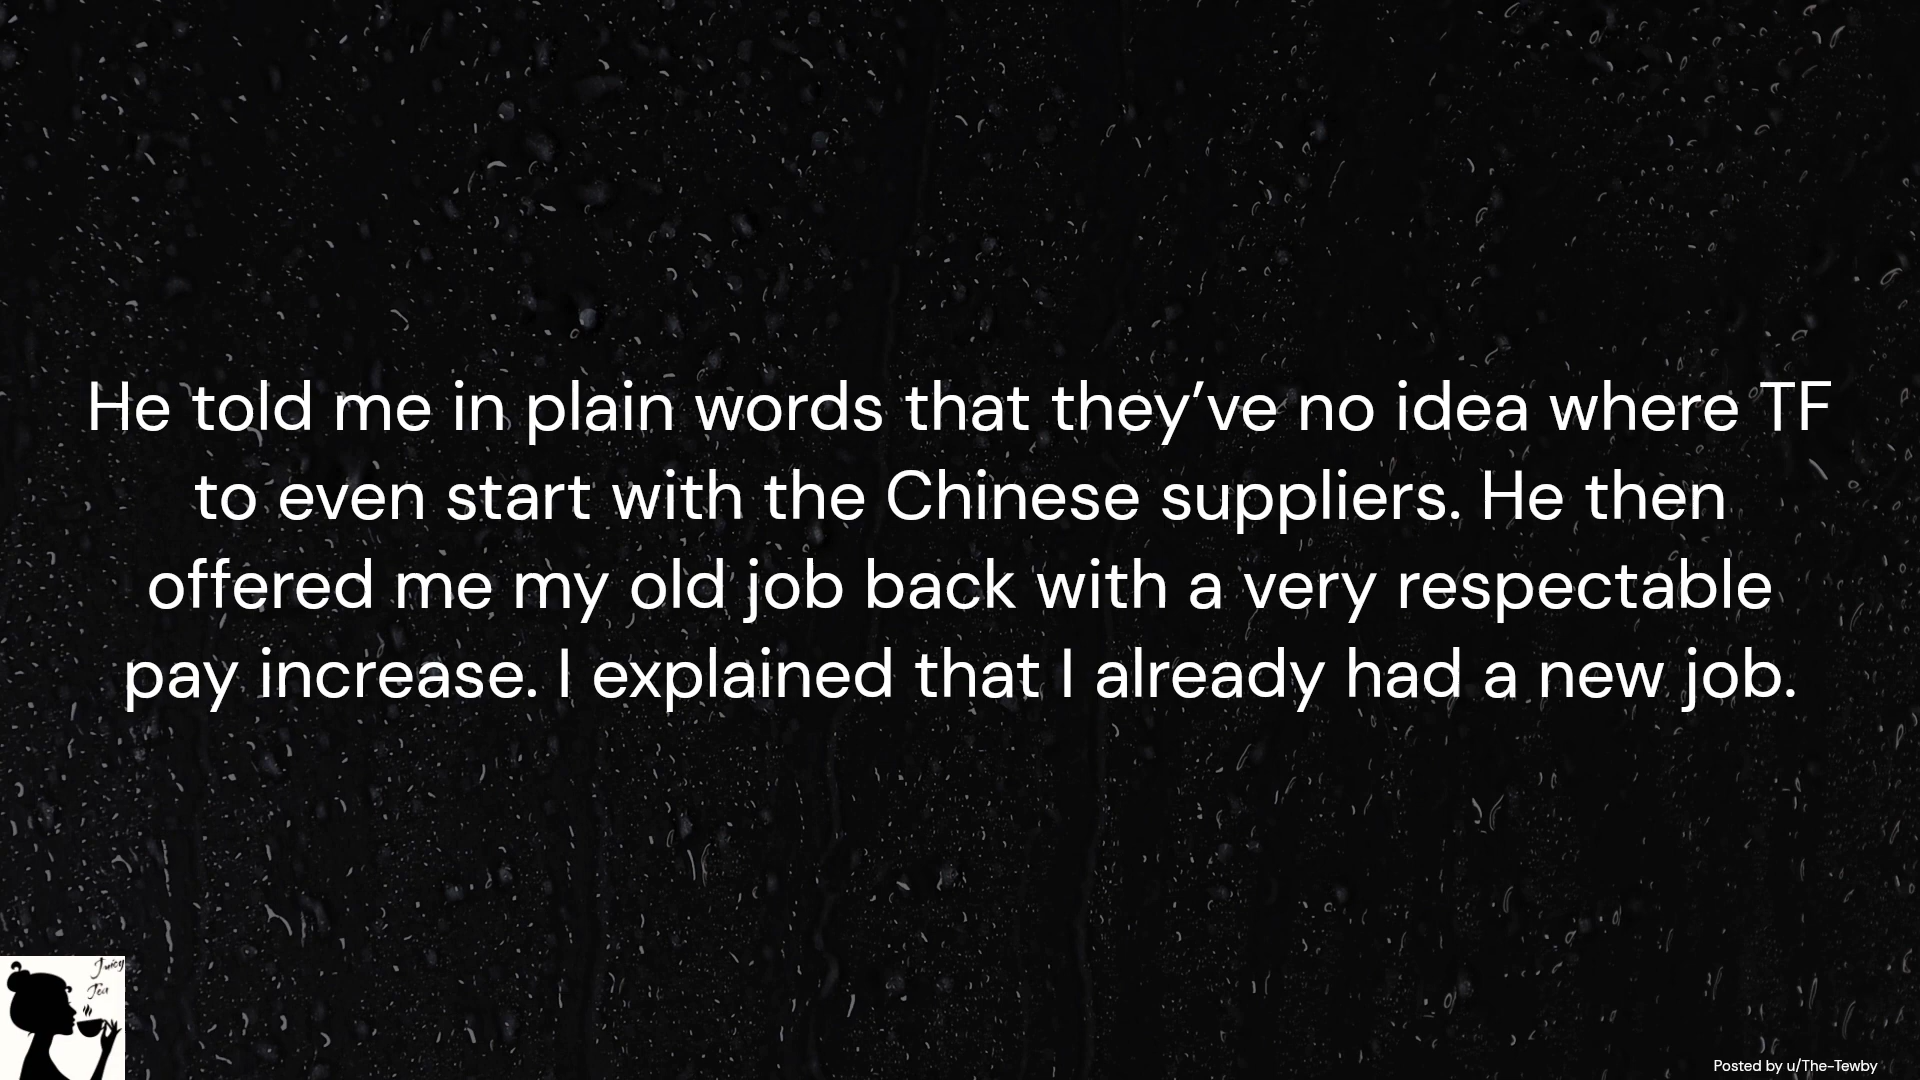 He told me in plain words that they’ve no idea where TF
to even start with the Chinese suppliers. He then
offered me my old job back with a very respectable
pay increase. I explained that I already had a new job.
Juicy
Tea
Posted by u/The-Tewby